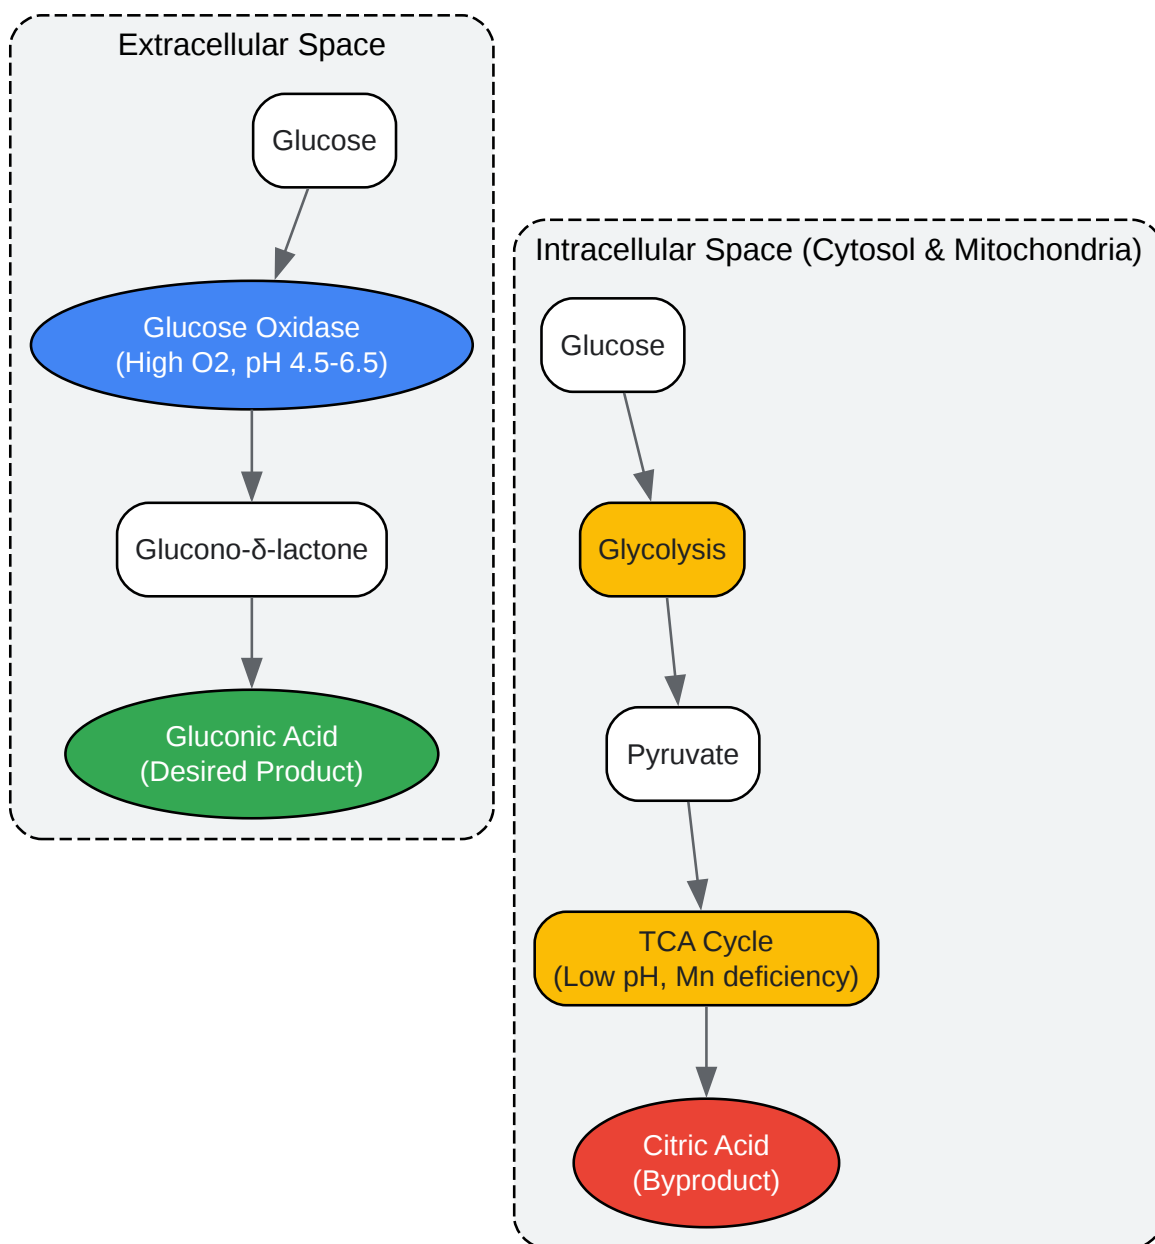 Extracellular Space
Glucose
Glucose Oxidase
(High O2, pH 4.5-6.5)
Glucono-δ-lactone
Gluconic Acid
(Desired Product)
Intracellular Space (Cytosol & Mitochondria)
Glucose
Glycolysis
Pyruvate
TCA Cycle
(Low pH, Mn deficiency)
Citric Acid
(Byproduct)